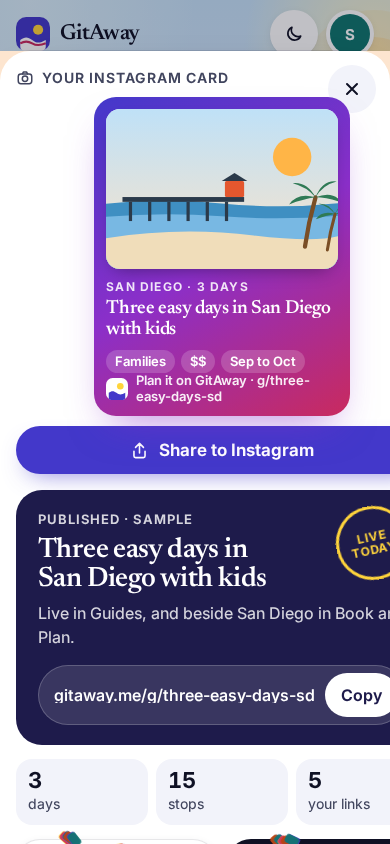 GitAway
S
YOUR INSTAGRAM CARD
SAN DIEGO · 3 DAYS
Three easy days in San Diego
with kids
Families
$$
Sep to Oct
Plan it on GitAway · g/three-
easy-days-sd
Share to Instagram
PUBLISHED · SAMPLE
LIVE
TODAY
Three easy days in
San Diego with kids
Live in Guides, and beside San Diego in Book
Plan.
gitaway.me/g/three-easy-days-sd
Copy
3
days
15
stops
5
your links